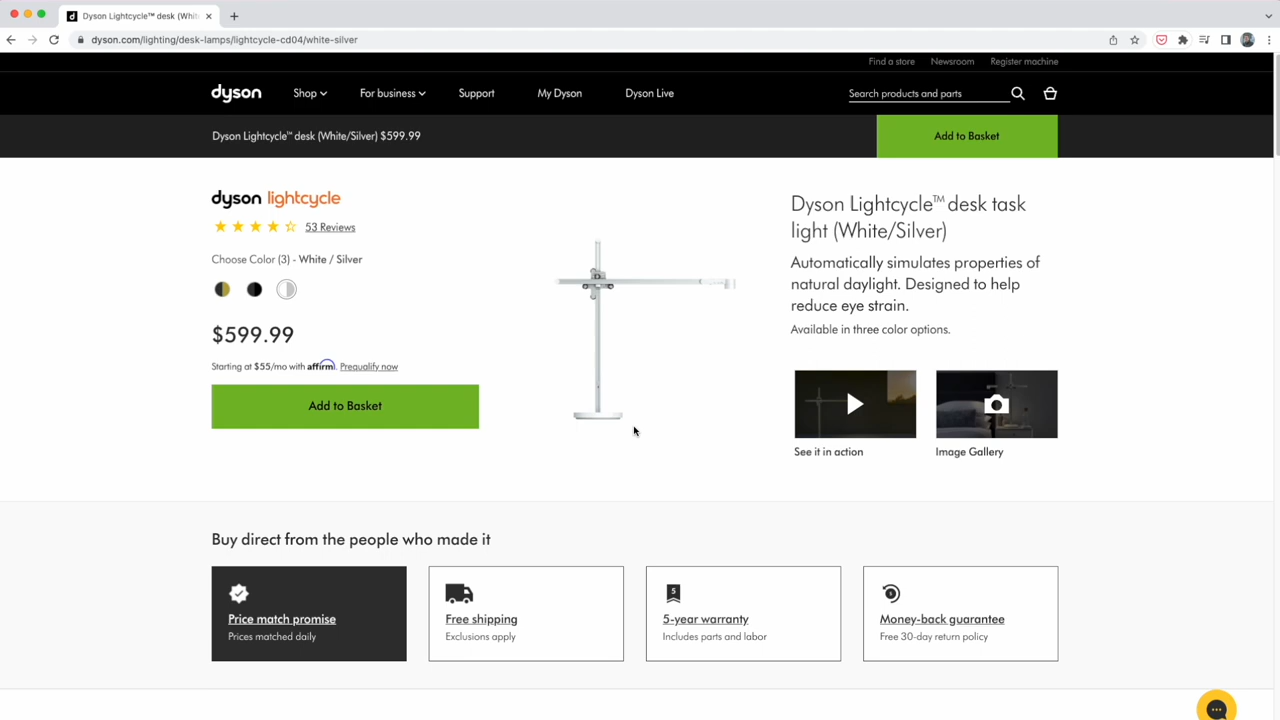 Dyson Lightcycle™ desk (Whit
dyson.com/lighting/desk-lamps/lightcycle-cd04/white-silver
Find a store Newsroom Register machine
dyson Shop For business Support My Dyson Dyson Live Search products and parts
Dyson Lightcycle™ desk (White/Silver) $599.99 Add to Basket
dyson lightcycle
53 Reviews
Choose Color (3) - White / Silver
$599.99
Starting at $55/mo with affirm. Prequalify now
Add to Basket
Dyson Lightcycle™ desk task
light (White/Silver)
Automatically simulates properties of
natural daylight. Designed to help
reduce eye strain.
Available in three color options.
See it in action Image Gallery
Buy direct from the people who made it
Price match promise
Prices matched daily
Free shipping
Exclusions apply
5
5-year warranty
Includes parts and labor
Money-back guarantee
Free 30-day return policy